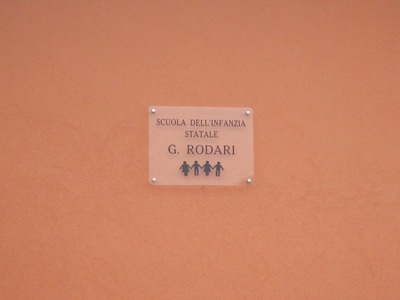 SCUOLA DELL'INFANZIA
STATALE
G. RODARI